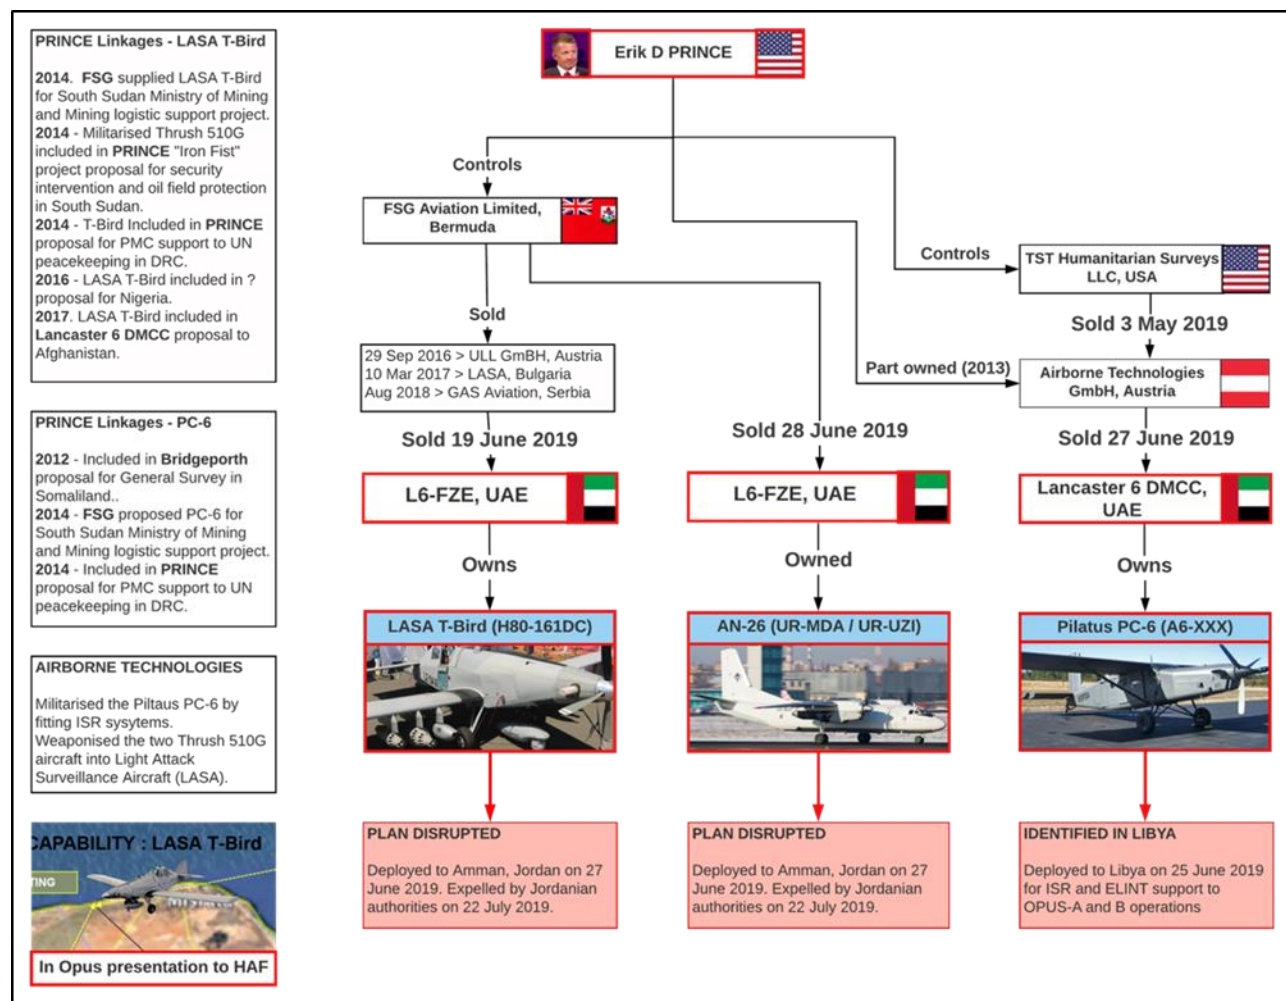 PRINCE Linkages - LASA T-Bird
2014. FSG supplied LASA T-Bird
for South Sudan Ministry of Mining
and Mining logistic support project.
2014 - Militarised Thrush 510G
included in PRINCE "Iron Fist"
project proposal for security
intervention and oil field protection
in South Sudan.
2014 - T-Bird Included in PRINCE
proposal for PMC support to UN
peacekeeping in DRC.
2016 - LASA T-Bird included in ?
proposal for Nigeria.
2017. LASA T-Bird included in
Lancaster 6 DMCC proposal to
Afghanistan.
PRINCE Linkages - PC-6
2012 - Included in Bridgeporth
proposal for General Survey in
Somaliland..
2014 - FSG proposed PC-6 for
South Sudan Ministry of Mining
and Mining logistic support project.
2014 - Included in PRINCE
proposal for PMC support to UN
peacekeeping in DRC.
AIRBORNE TECHNOLOGIES
Militarised the Piltaus PC-6 by
fitting ISR sysytems.
Weaponised the two Thrush 510G
aircraft into Light Attack
Surveillance Aircraft (LASA).
CAPABILITY : LASA T-Bird
TING
In Opus presentation to HAF
Erik D PRINCE
Controls
FSG Aviation Limited,
Bermuda
Sold
29 Sep 2016 > ULL GmBH, Austria
10 Mar 2017 > LASA, Bulgaria
Aug 2018 > GAS Aviation, Serbia
Sold 19 June 2019
L6-FZE, UAE
Owns
LASA T-Bird (H80-161DC)
PLAN DISRUPTED
Deployed to Amman, Jordan on 27
June 2019. Expelled by Jordanian
authorities on 22 July 2019.
Sold 28 June 2019
L6-FZE, UAE
Owned
AN-26 (UR-MDA / UR-UZI)
PLAN DISRUPTED
Deployed to Amman, Jordan on 27
June 2019. Expelled by Jordanian
authorities on 22 July 2019.
Controls
TST Humanitarian Surveys
LLC, USA
Sold 3 May 2019
Part owned (2013)
Airborne Technologies
GmbH, Austria
Sold 27 June 2019
Lancaster 6 DMCC,
UAE
Owns
Pilatus PC-6 (A6-XXX)
IDENTIFIED IN LIBYA
Deployed to Libya on 25 June 2019
for ISR and ELINT support to
OPUS-A and B operations